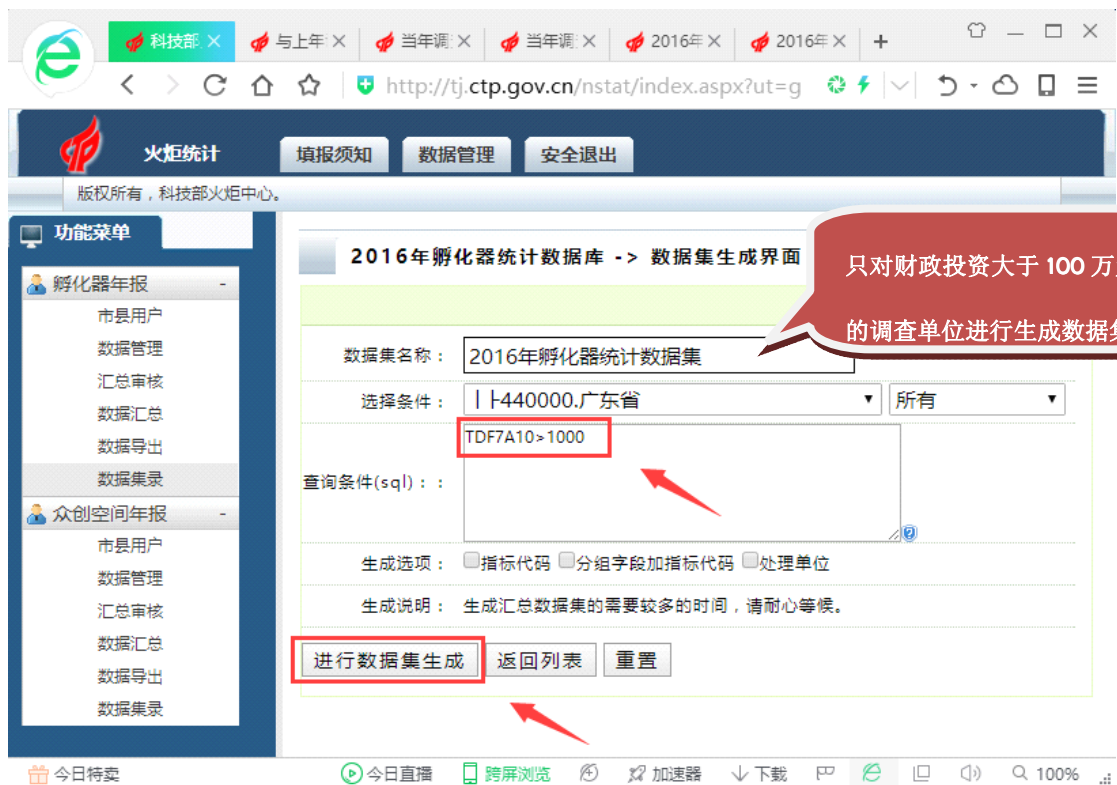 科技部
与上年
当年调
当年调
2016年
2016年
http://tj.ctp.gov.cn/nstat/index.aspx?ut=g
火炬统计 填报须知 数据管理 安全退出
版权所有，科技部火炬中心。
功能菜单
孵化器年报 -
市县用户
数据管理
汇总审核
数据汇总
数据导出
数据集录
众创空间年报 -
市县用户
数据管理
汇总审核
数据汇总
数据导出
数据集录
2016年孵化器统计数据库 -> 数据集生成界面
只对财政投资大于 100 万
的调查单位进行生成数据集
数据集名称： 2016年孵化器统计数据集
选择条件： ｜├440000.广东省 所有
查询条件(sql)：： TDF7A10>1000
生成选项： 指标代码 分组字段加指标代码 处理单位
生成说明： 生成汇总数据集的需要较多的时间，请耐心等候。
进行数据集生成 返回列表 重置
今日特卖 今日直播 跨屏浏览 加速器 下载 100%